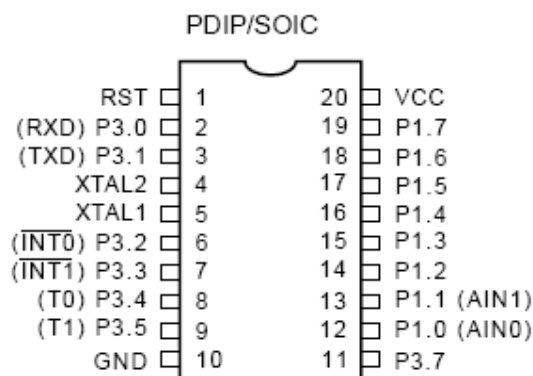 PDIP/SOIC
RST 1 20 VCC
(RXD) P3.0 2 19 P1.7
(TXD) P3.1 3 18 P1.6
XTAL2 4 17 P1.5
XTAL1 5 16 P1.4
(INT0) P3.2 6 15 P1.3
(INT1) P3.3 7 14 P1.2
(T0) P3.4 8 13 P1.1 (AIN1)
(T1) P3.5 9 12 P1.0 (AIN0)
GND 10 11 P3.7